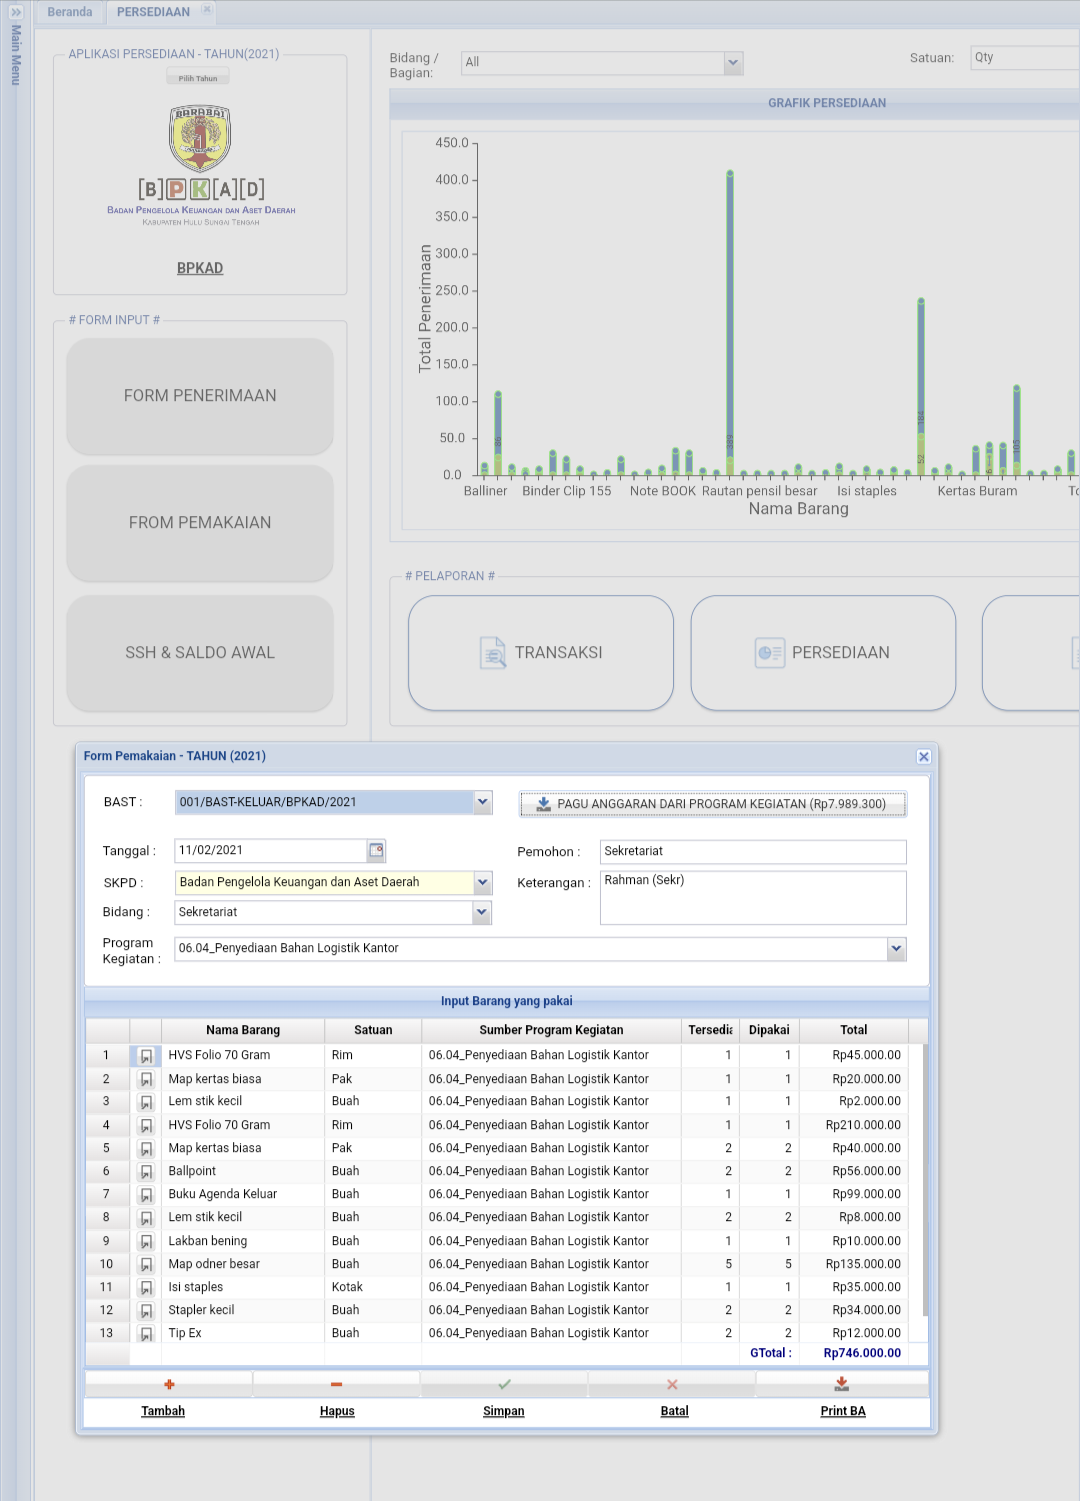 Beranda
PERSEDIAAN
Main Menu
APLIKASI PERSEDIAAN - TAHUN(2021)
Pilih Tahun
BARABAI
[B][P][K][A][D]
BADAN PENGELOLA KEUANGAN DAN ASET DAERAH
KABUPATEN HULU SUNGAI TENGAH
BPKAD
# FORM INPUT #
FORM PENERIMAAN
FROM PEMAKAIAN
SSH & SALDO AWAL
Bidang / Bagian:
All
Satuan:
Qty
GRAFIK PERSEDIAAN
Total Penerimaan
450.0
400.0
350.0
300.0
250.0
200.0
150.0
100.0
50.0
0.0
86
389
184
52
6
105
Balliner
Binder Clip 155
Note BOOK
Rautan pensil besar
Isi staples
Kertas Buram
Nama Barang
# PELAPORAN #
TRANSAKSI
PERSEDIAAN
Form Pemakaian - TAHUN (2021)
BAST :
001/BAST-KELUAR/BPKAD/2021
PAGU ANGGARAN DARI PROGRAM KEGIATAN (Rp7.989.300)
Tanggal :
11/02/2021
Pemohon :
Sekretariat
SKPD :
Badan Pengelola Keuangan dan Aset Daerah
Keterangan :
Rahman (Sekr)
Bidang :
Sekretariat
Program Kegiatan :
06.04_Penyediaan Bahan Logistik Kantor
Input Barang yang pakai
Nama Barang Satuan Sumber Program Kegiatan Tersedia Dipakai Total
1 HVS Folio 70 Gram Rim 06.04_Penyediaan Bahan Logistik Kantor 1 1 Rp45.000.00
2 Map kertas biasa Pak 06.04_Penyediaan Bahan Logistik Kantor 1 1 Rp20.000.00
3 Lem stik kecil Buah 06.04_Penyediaan Bahan Logistik Kantor 1 1 Rp2.000.00
4 HVS Folio 70 Gram Rim 06.04_Penyediaan Bahan Logistik Kantor 1 1 Rp210.000.00
5 Map kertas biasa Pak 06.04_Penyediaan Bahan Logistik Kantor 2 2 Rp40.000.00
6 Ballpoint Buah 06.04_Penyediaan Bahan Logistik Kantor 2 2 Rp56.000.00
7 Buku Agenda Keluar Buah 06.04_Penyediaan Bahan Logistik Kantor 1 1 Rp99.000.00
8 Lem stik kecil Buah 06.04_Penyediaan Bahan Logistik Kantor 2 2 Rp8.000.00
9 Lakban bening Buah 06.04_Penyediaan Bahan Logistik Kantor 1 1 Rp10.000.00
10 Map odner besar Buah 06.04_Penyediaan Bahan Logistik Kantor 5 5 Rp135.000.00
11 Isi staples Kotak 06.04_Penyediaan Bahan Logistik Kantor 1 1 Rp35.000.00
12 Stapler kecil Buah 06.04_Penyediaan Bahan Logistik Kantor 2 2 Rp34.000.00
13 Tip Ex Buah 06.04_Penyediaan Bahan Logistik Kantor 2 2 Rp12.000.00
GTotal : Rp746.000.00
Tambah
Hapus
Simpan
Batal
Print BA